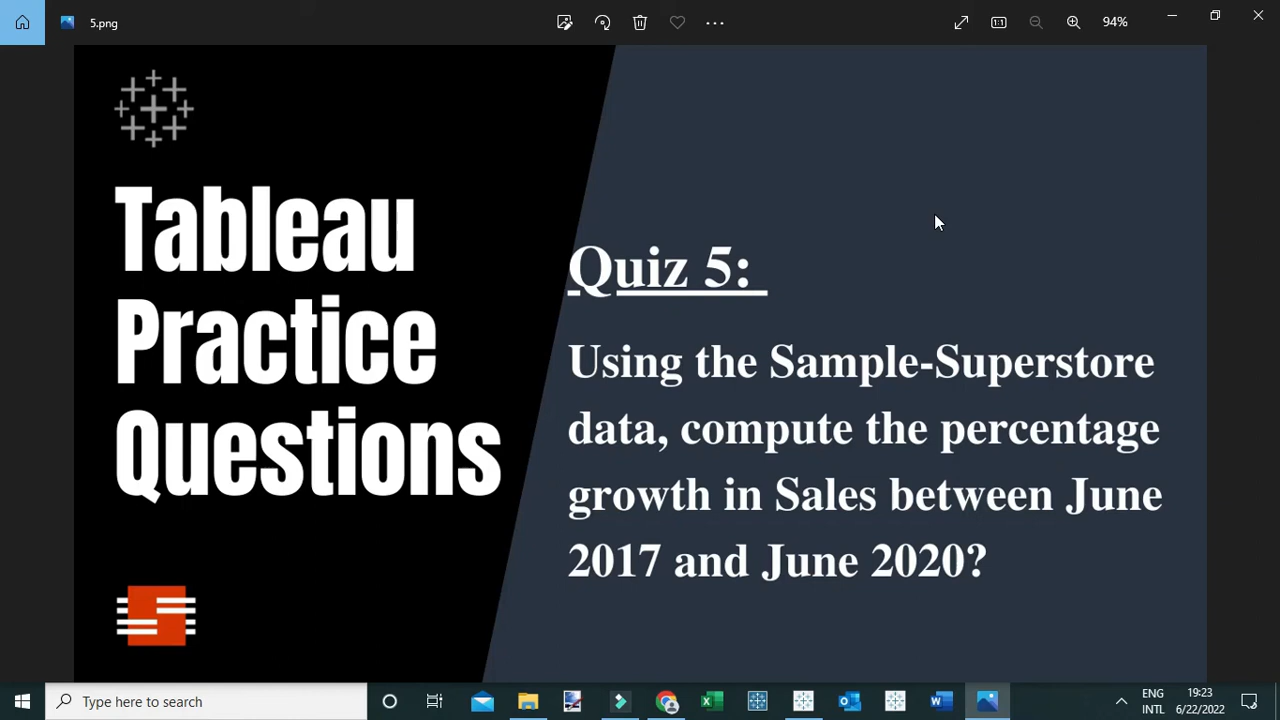 5.png
94%
Tableau
Practice
Questions
Quiz 5:
Using the Sample-Superstore
data, compute the percentage
growth in Sales between June
2017 and June 2020?
Type here to search
ENG
INTL
19:23
6/22/2022